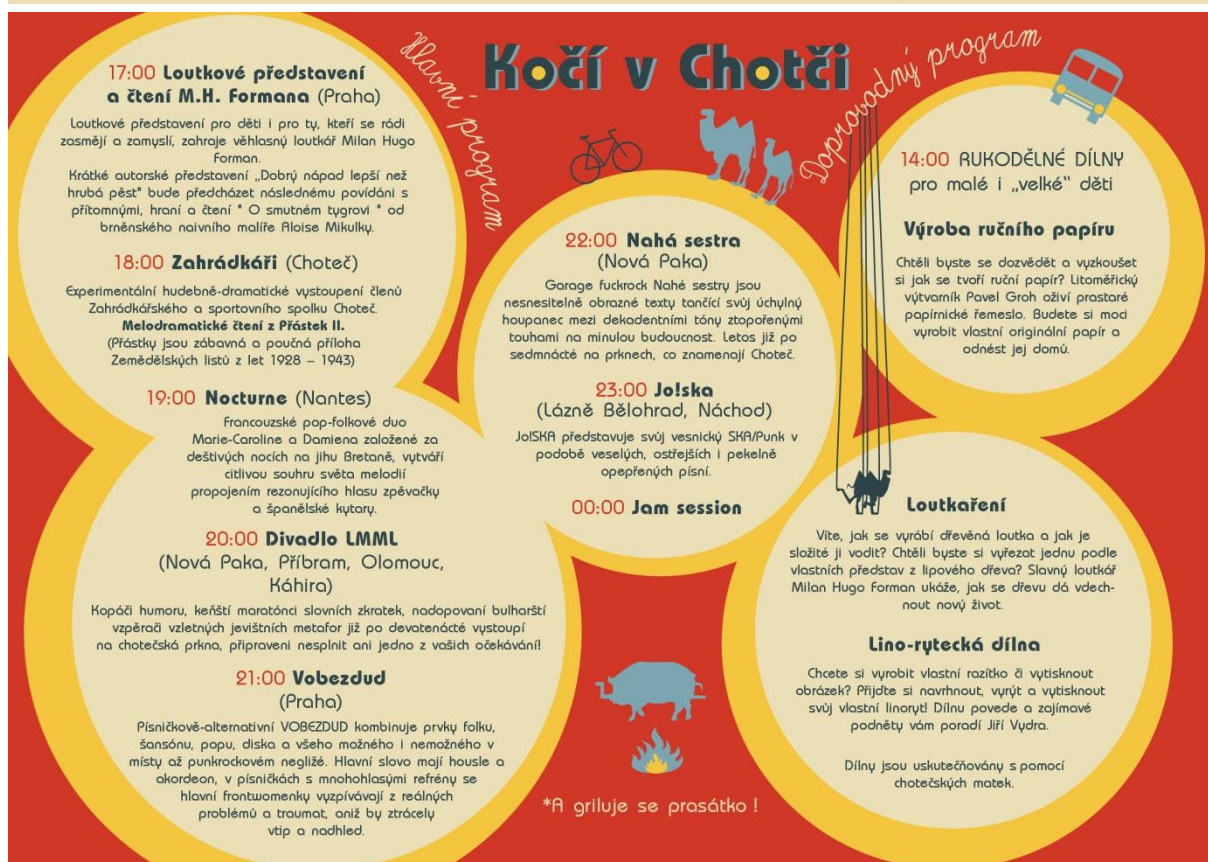 Kočí v Chotči
Hlavní program
17:00 Loutkové představení
a čtení M.H. Formana (Praha)
Loutkové představení pro děti i pro ty, kteří se rádi
zasmějí a zamyslí, zahraje věhlasný loutkář Milan Hugo
Forman.
Krátké autorské představení „Dobrý nápad lepší než
hrubá pěst" bude předcházet následnému povídáni s
přítomnými, hraní a čtení " O smutném tygrovi " od
brněnského naivního malíře Aloise Mikulky.
18:00 Zahrádkáři (Choteč)
Experimentální hudebně-dramatické vystoupení členů
Zahrádkářského a sportovního spolku Choteč.
Melodramatické čtení z Přástek II.
(Přástky jsou zábavná a poučná příloha
Zemědělských listů z let 1928 – 1943)
19:00 Nocturne (Nantes)
Francouzské pop-folkové duo
Marie-Caroline a Damiena založené za
deštivých nocích na jihu Bretaně, vytváří
citlivou souhru světa melodií
propojením rezonujícího hlasu zpěvačky
a španělské kytary.
20:00 Divadlo LMML
(Nová Paka, Příbram, Olomouc,
Káhira)
Kopáči humoru, keňští maratónci slovních zkratek, nadopovaní bulharští
vzpěrači vzletných jevištních metafor již po devatenácté vystoupí
na chotečská prkna, připraveni nesplnit ani jedno z vašich očekávání!
21:00 Vobezdud
(Praha)
Písničkově-alternativní VOBEZDUD kombinuje prvky folku,
šansónu, popu, diska a všeho možného i nemožného v
místy až punkrockovém negližé. Hlavní slovo mají housle a
akordeon, v písničkách s mnohohlasými refrény se
hlavní frontwomenky vyzpívávají z reálných
problémů a traumat, aniž by ztrácely
vtip a nadhled.
22:00 Nahá sestra
(Nová Paka)
Garage fuckrock Nahé sestry jsou
nesnesitelně obrazné texty tančící svůj úchylný
houpanec mezi dekadentními tóny ztopořenými
touhami na minulou budoucnost. Letos již po
sedmnácté na prknech, co znamenají Choteč.
23:00 Jo!ska
(Lázně Bělohrad, Náchod)
Jo!SKA představuje svůj vesnický SKA/Punk v
podobě veselých, ostřejších i pekelně
opepřených písní.
00:00 Jam session
*A griluje se prasátko !
Doprovodný program
14:00 RUKODĚLNÉ DÍLNY
pro malé i „velké" děti
Výroba ručního papíru
Chtěli byste se dozvědět a vyzkoušet
si jak se tvoří ruční papír? Litoměřický
výtvarník Pavel Groh oživí prastaré
papírnické řemeslo. Budete si moci
vyrobit vlastní originální papír a
odnést jej domů.
Loutkaření
Víte, jak se vyrábí dřevěná loutka a jak je
složité ji vodit? Chtěli byste si vyřezat jednu podle
vlastních představ z lipového dřeva? Slavný loutkář
Milan Hugo Forman ukáže, jak se dřevu dá vdech-
nout nový život.
Lino-rytecká dílna
Chcete si vyrobit vlastní razítko či vytisknout
obrázek? Přijďte si navrhnout, vyrýt a vytisknout
svůj vlastní linoryt! Dílnu povede a zajímavé
podněty vám poradí Jiří Vydra.
Dílny jsou uskutečňovány s pomocí
chotečských matek.